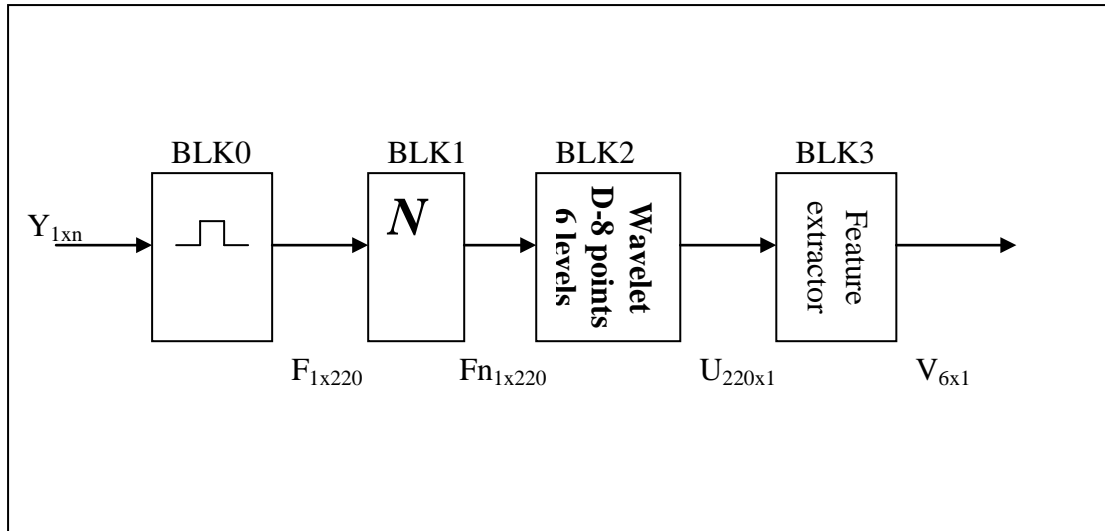 BLK0
BLK1
BLK2
BLK3
Y1xn
N
Wavelet
D-8 points
6 levels
Feature
extractor
F1x220
Fn1x220
U220x1
V6x1